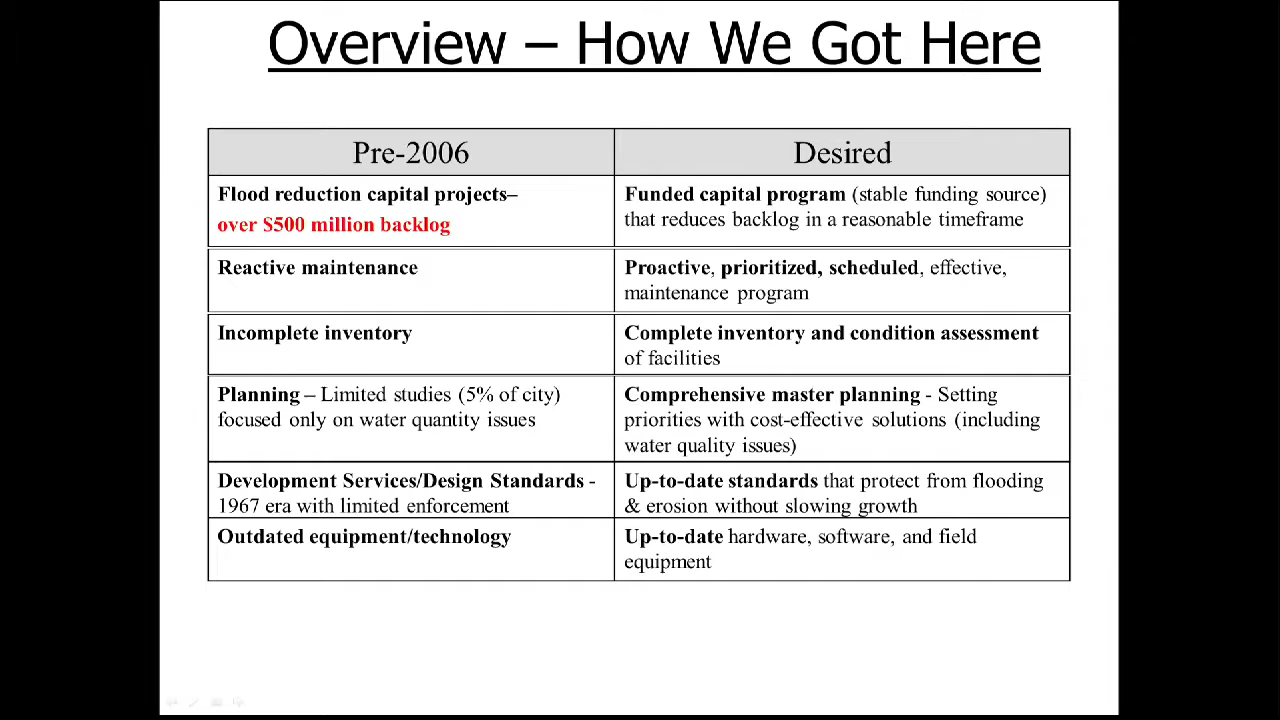 Overview – How We Got Here
Pre-2006
Desired
Flood reduction capital projects–
over $500 million backlog
Funded capital program (stable funding source)
that reduces backlog in a reasonable timeframe
Reactive maintenance
Proactive, prioritized, scheduled, effective,
maintenance program
Incomplete inventory
Complete inventory and condition assessment
of facilities
Planning – Limited studies (5% of city)
focused only on water quantity issues
Comprehensive master planning - Setting
priorities with cost-effective solutions (including
water quality issues)
Development Services/Design Standards -
1967 era with limited enforcement
Up-to-date standards that protect from flooding
& erosion without slowing growth
Outdated equipment/technology
Up-to-date hardware, software, and field
equipment